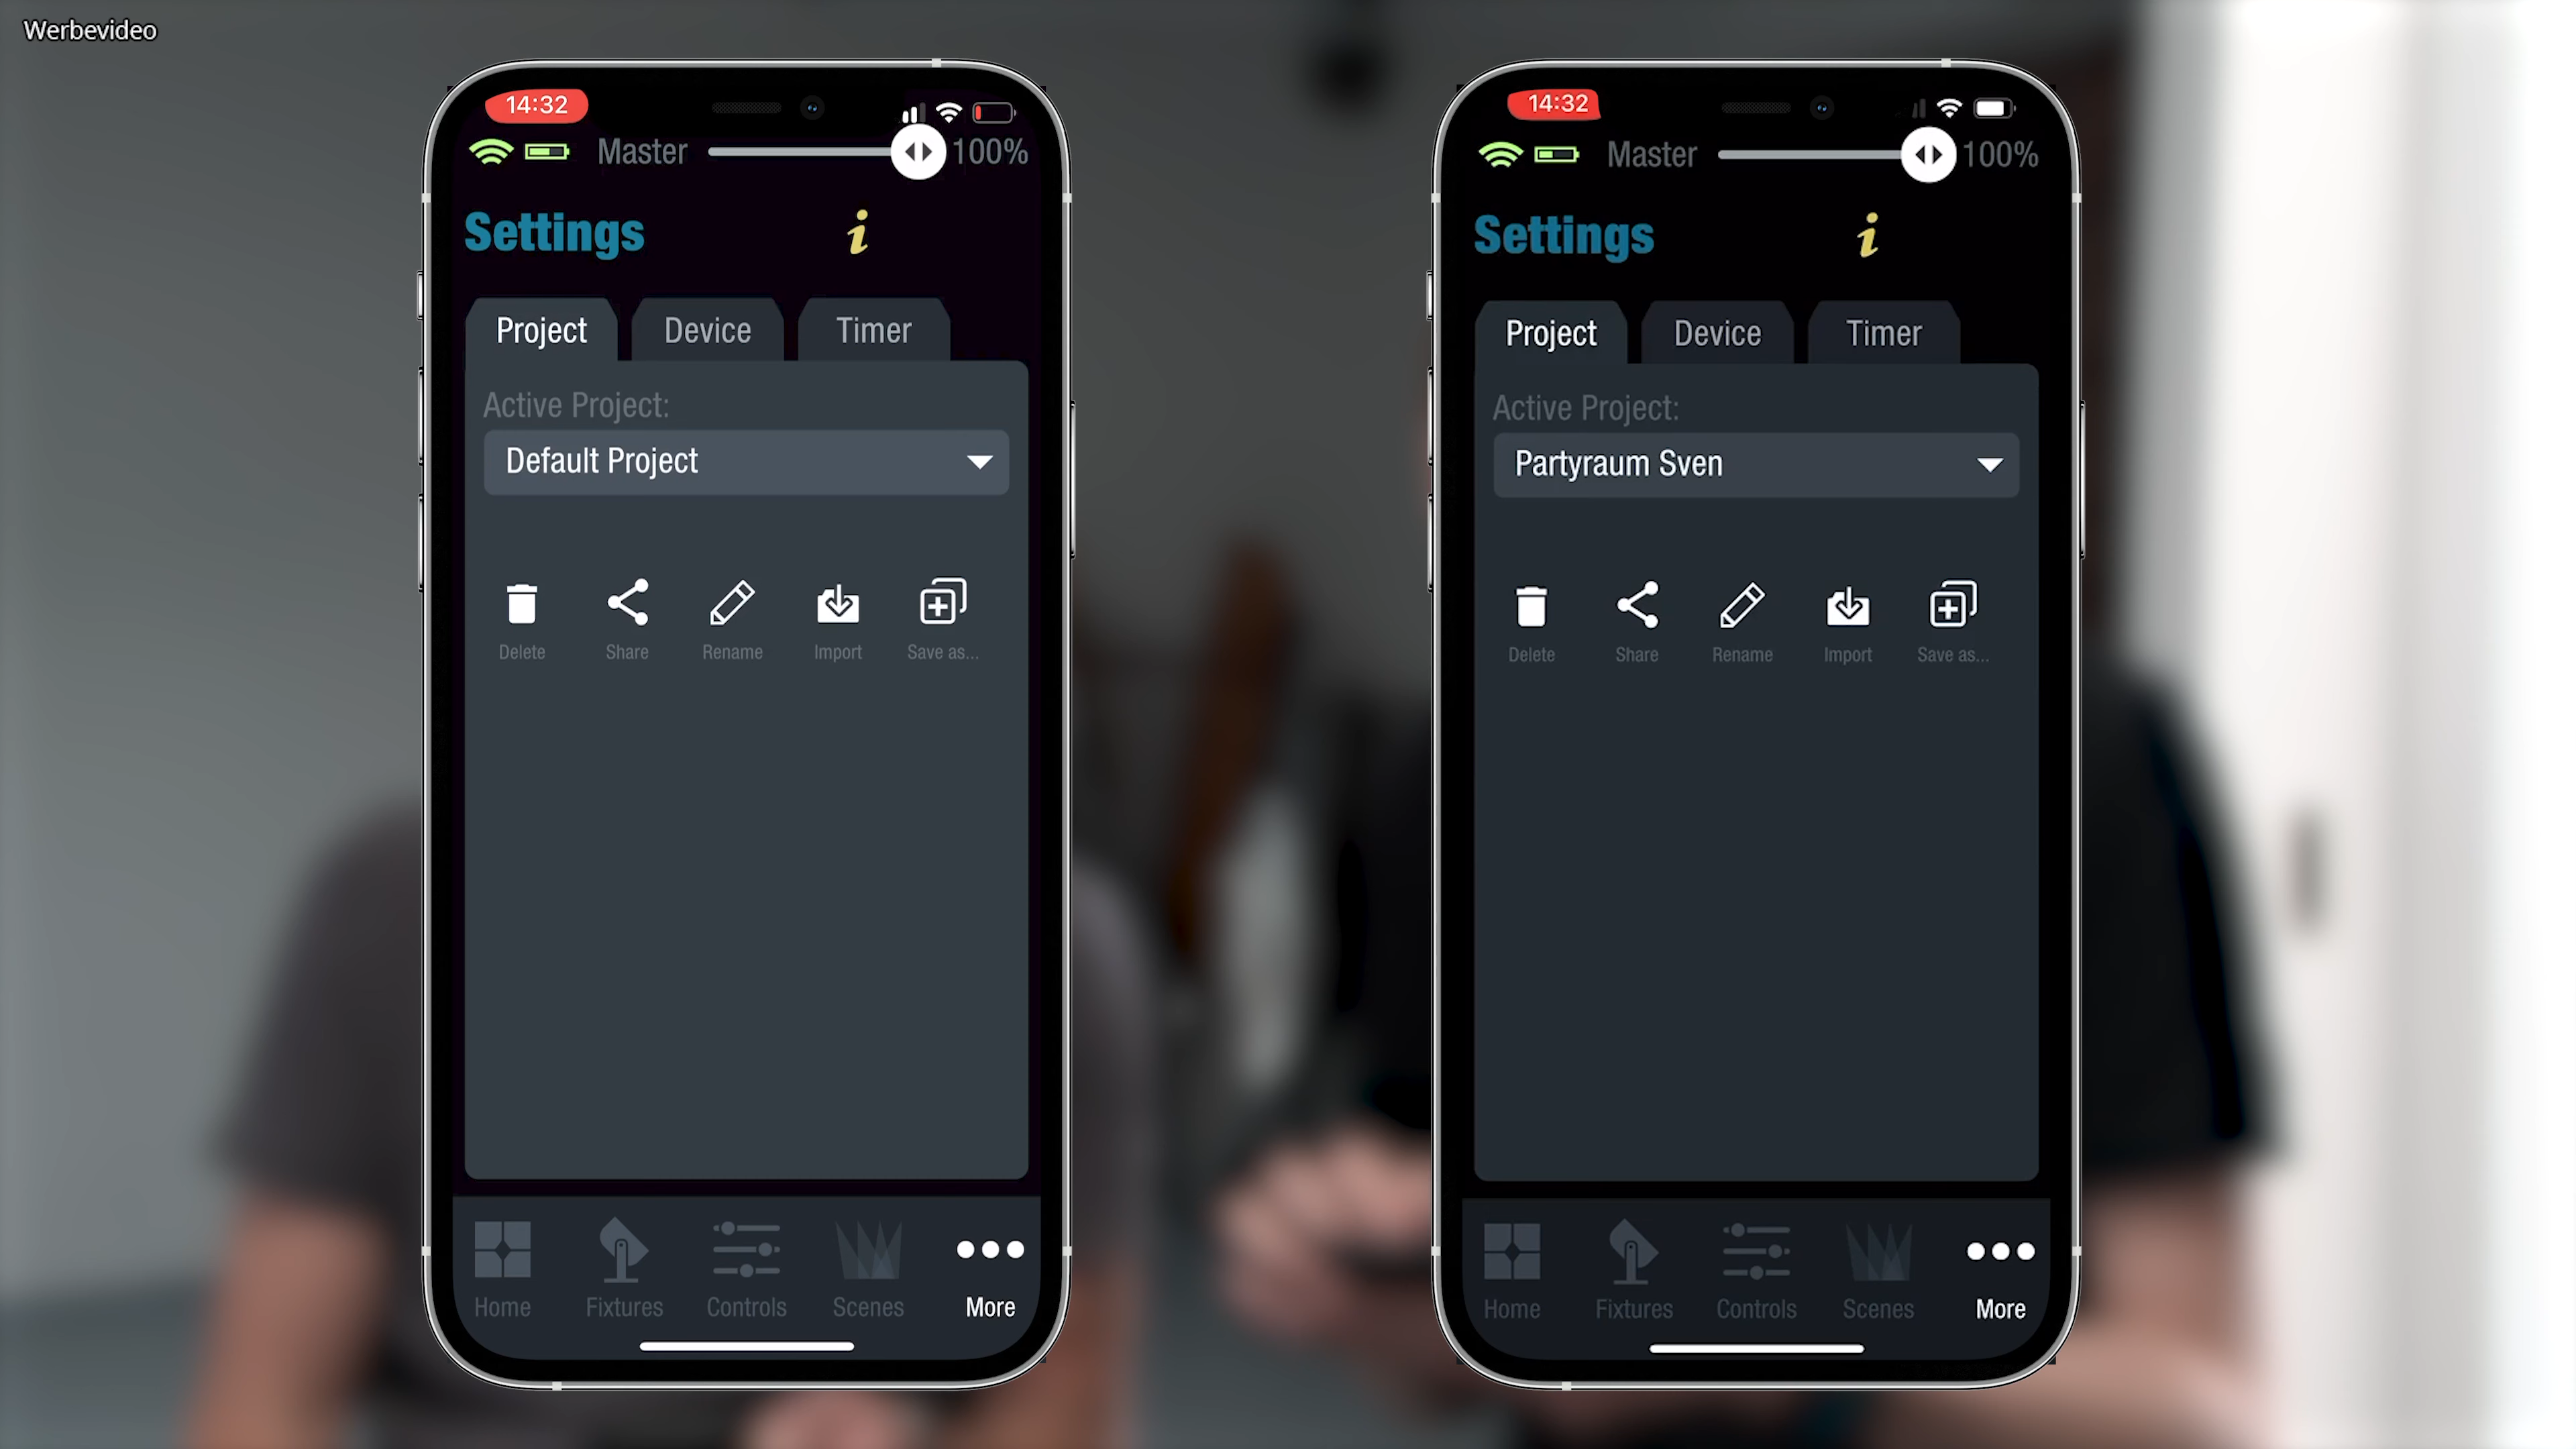 Werbevideo
14:32
Master 100%
Settings
Project Device Timer
Active Project:
Default Project
Delete Share Rename Import Save as...
Home Fixtures Controls Scenes More
14:32
Master 100%
Settings
Project Device Timer
Active Project:
Partyraum Sven
Delete Share Rename Import Save as...
Home Fixtures Controls Scenes More